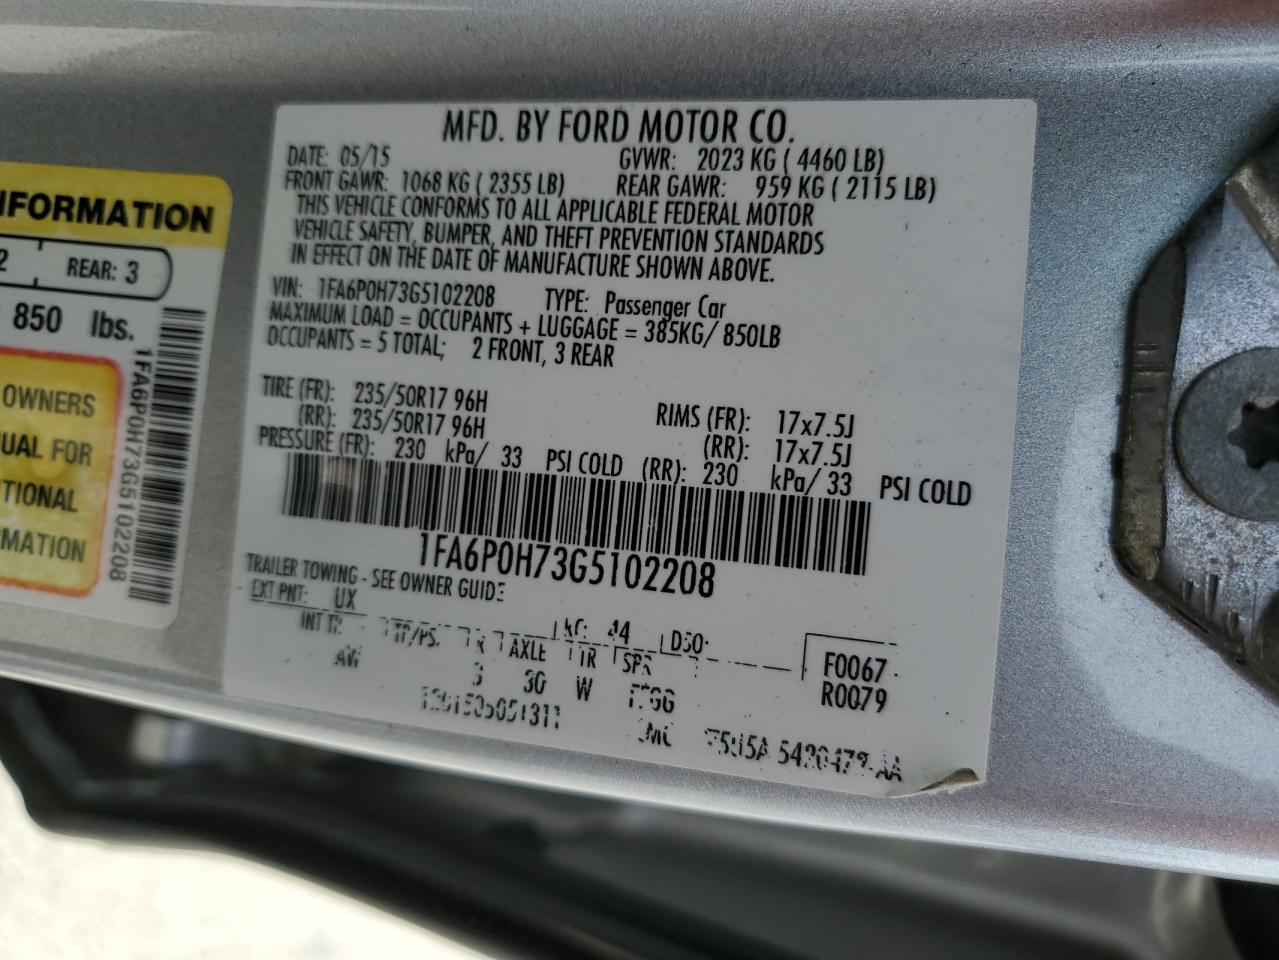 MFD. BY FORD MOTOR CO.
DATE: 05/15 GVWR: 2023 KG ( 4460 LB)
FRONT GAWR: 1068 KG ( 2355 LB) REAR GAWR: 959 KG ( 2115 LB)
THIS VEHICLE CONFORMS TO ALL APPLICABLE FEDERAL MOTOR
VEHICLE SAFETY, BUMPER, AND THEFT PREVENTION STANDARDS
IN EFFECT ON THE DATE OF MANUFACTURE SHOWN ABOVE.
VIN: 1FA6P0H73G5102208 TYPE: Passenger Car
MAXIMUM LOAD = OCCUPANTS + LUGGAGE = 385KG/ 850LB
OCCUPANTS = 5 TOTAL; 2 FRONT, 3 REAR
TIRE (FR): 235/50R17 96H RIMS (FR): 17x7.5J
(RR): 235/50R17 96H (RR): 17x7.5J
PRESSURE (FR): 230 kPa/ 33 PSI COLD (RR): 230 kPa/ 33 PSI COLD
1FA6P0H73G5102208
TRAILER TOWING - SEE OWNER GUIDE
EXT PNT: UX
AXLE TR SPR
F0067
R0079
AW W
NFORMATION
2 REAR: 3
850 lbs.
OWNERS
UAL FOR
ITIONAL
MATION
1FA6P0H73G5102208